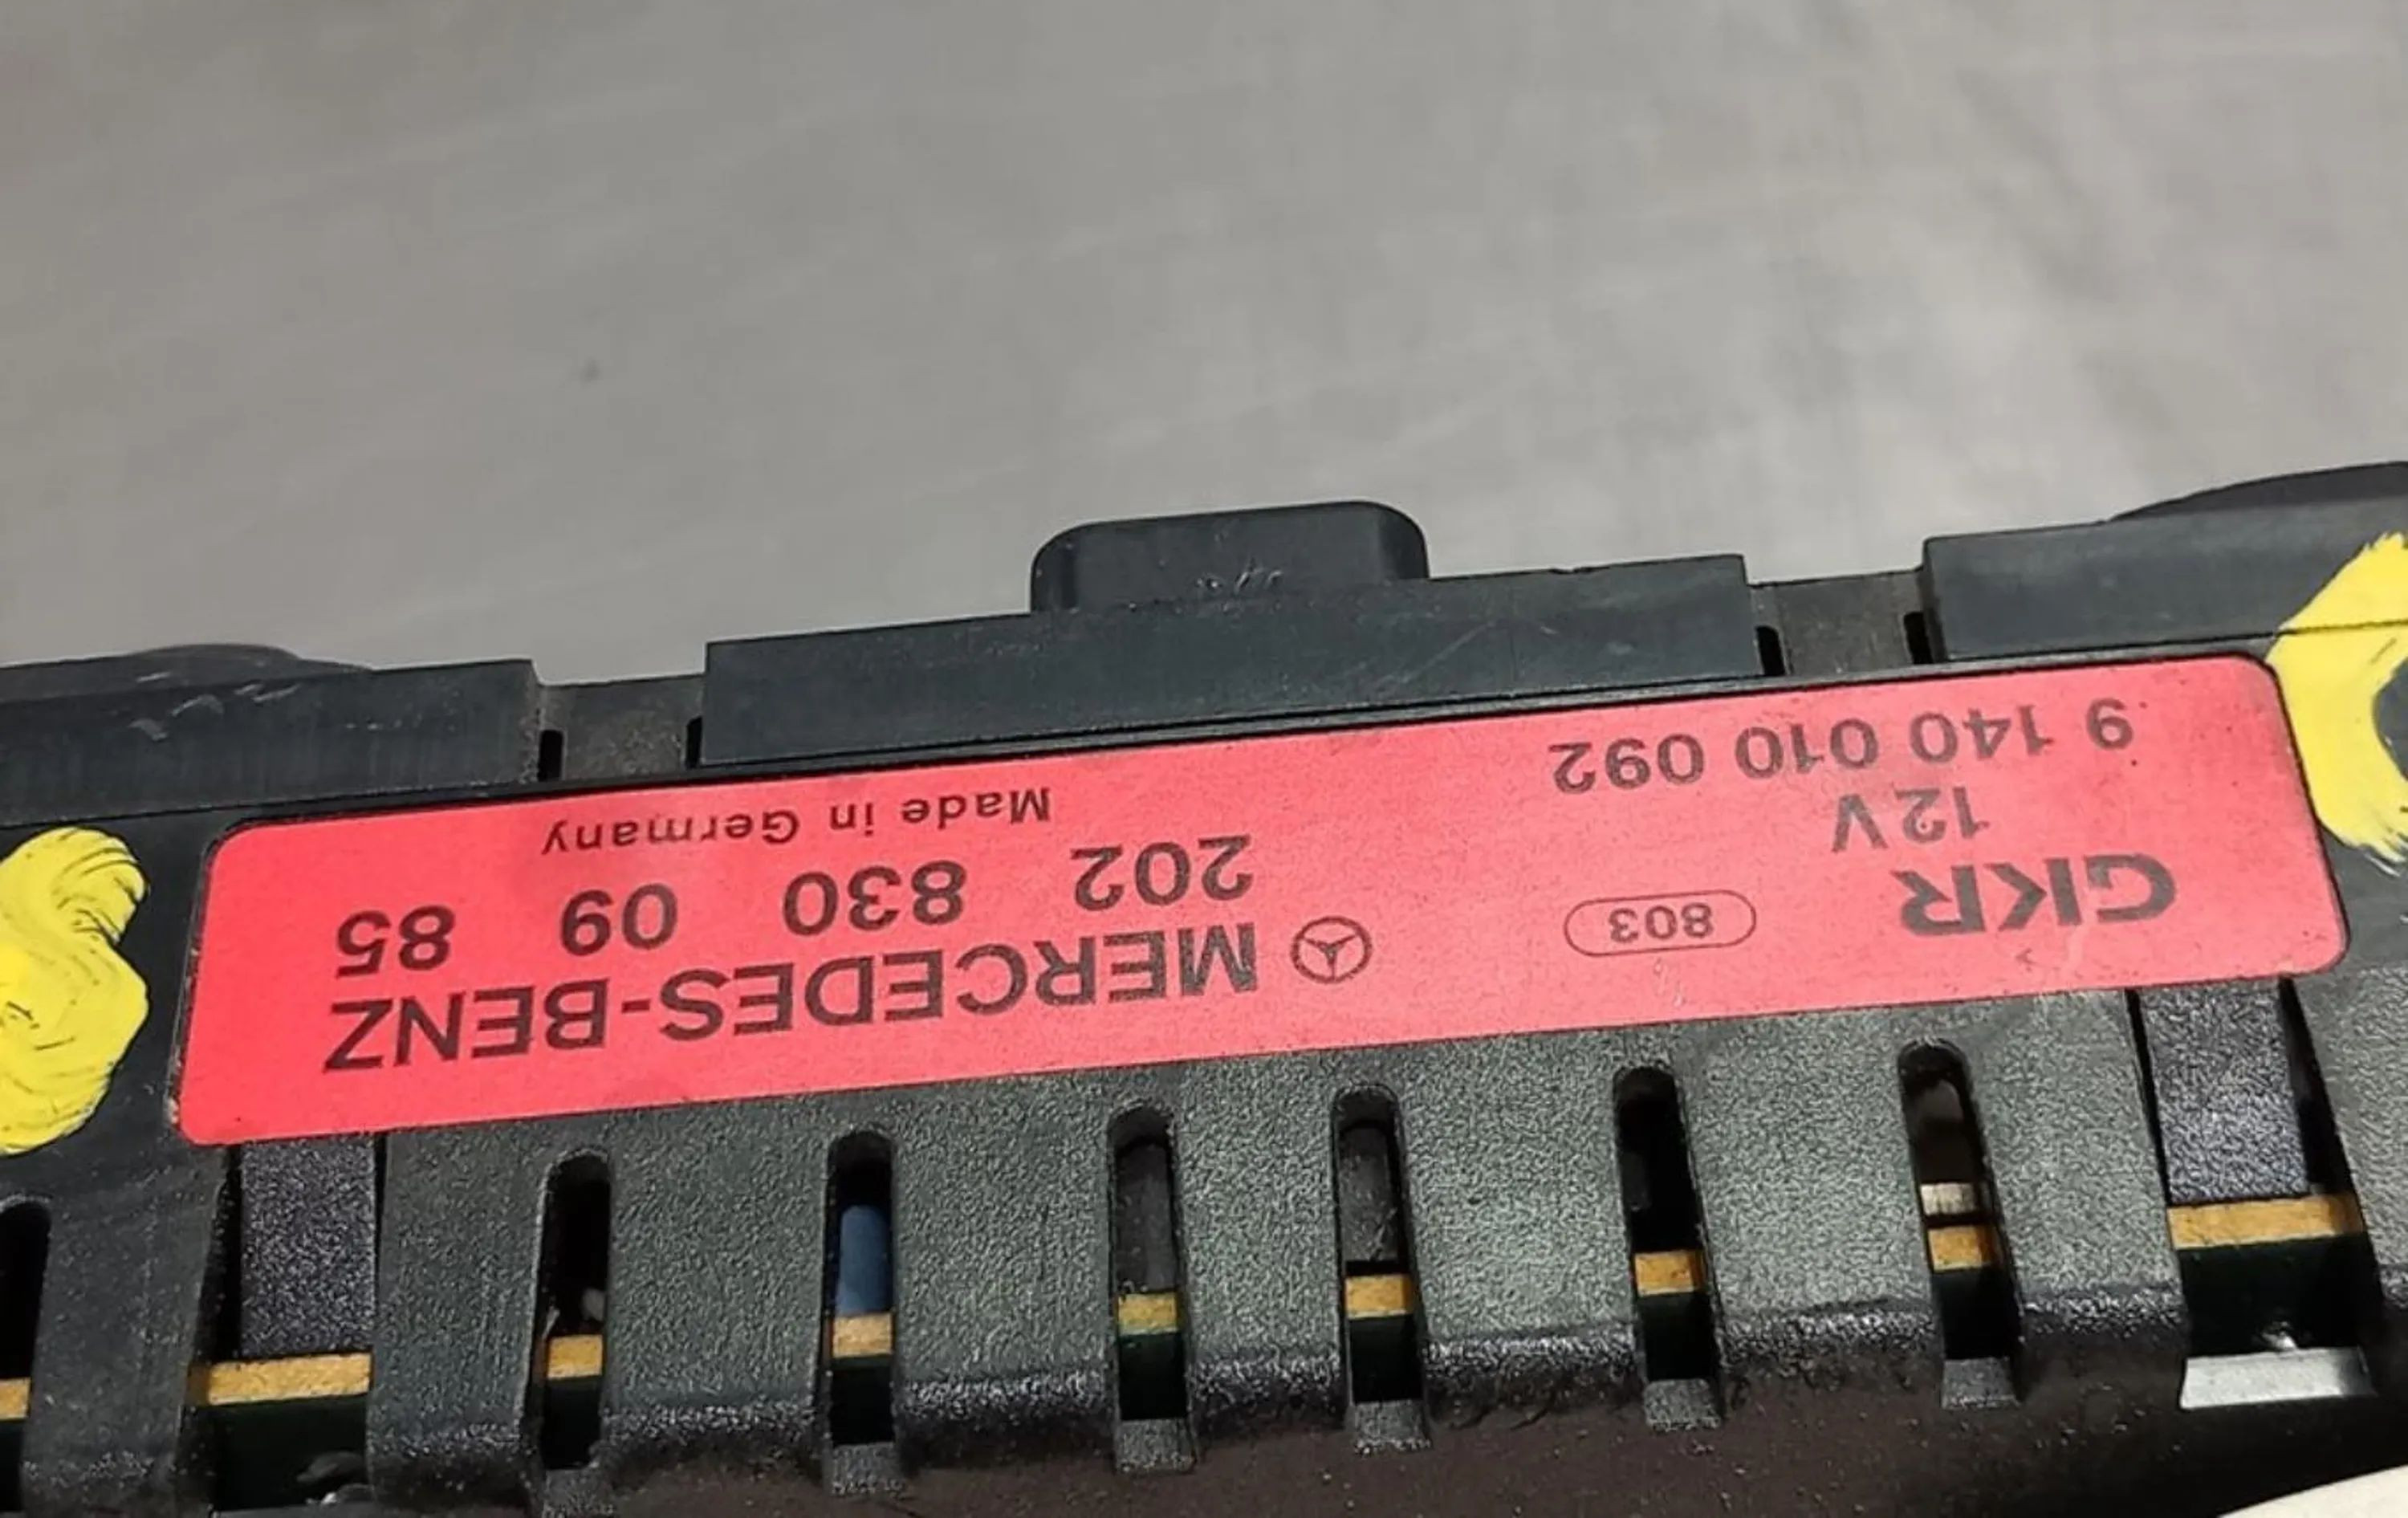 GKR 803 MERCEDES-BENZ
12V 202 830 09 85
9 140 010 092 Made in Germany